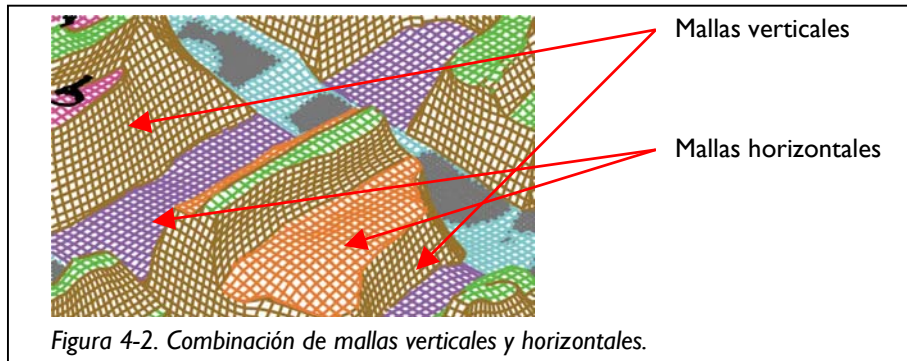 Mallas verticales
Mallas horizontales
Figura 4-2. Combinación de mallas verticales y horizontales.